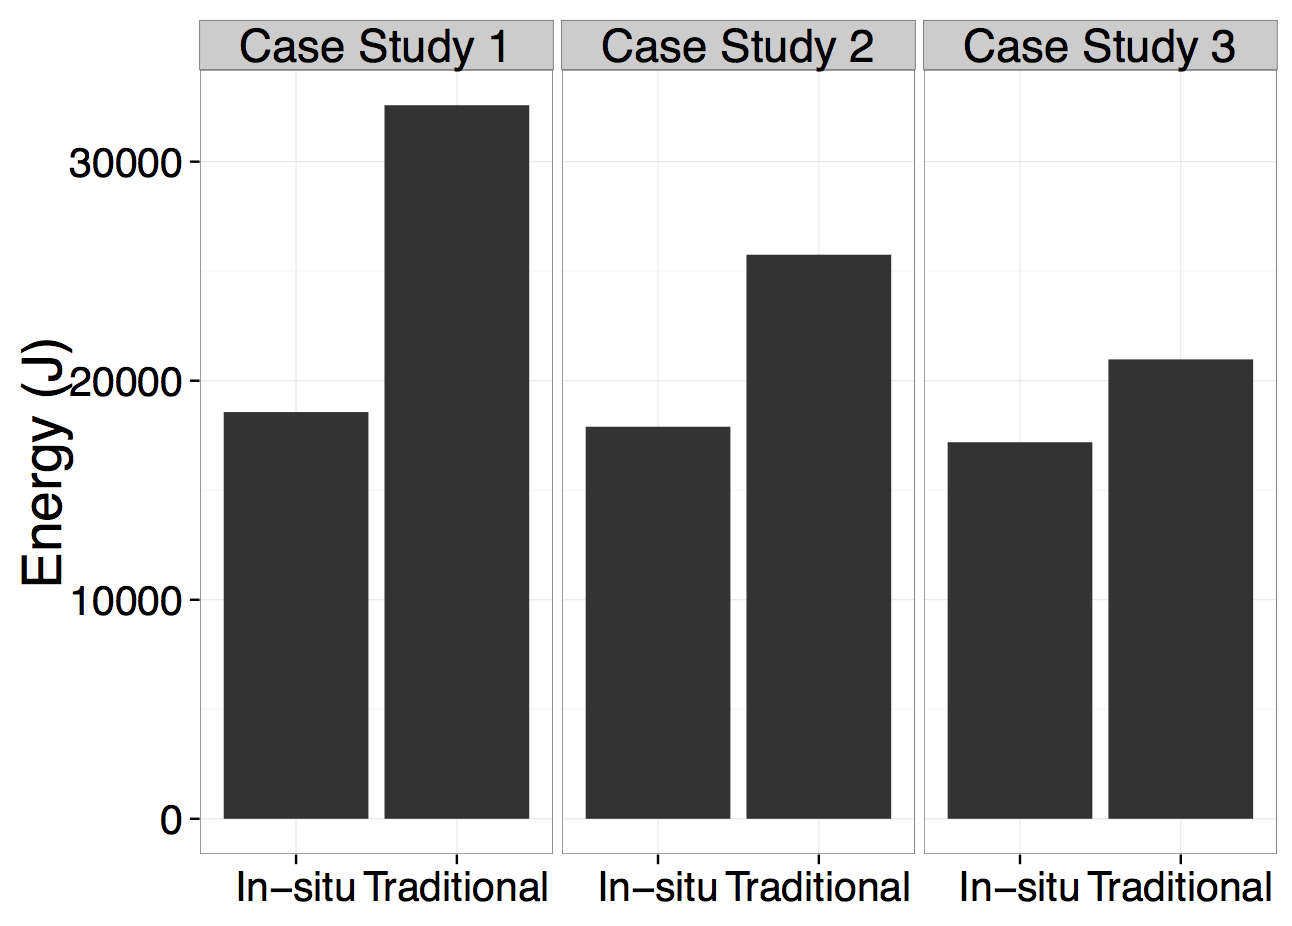 Case Study 1
Case Study 2
Case Study 3
Energy (J)
30000
20000
10000
0
In−situ Traditional
In−situ Traditional
In−situ Traditional